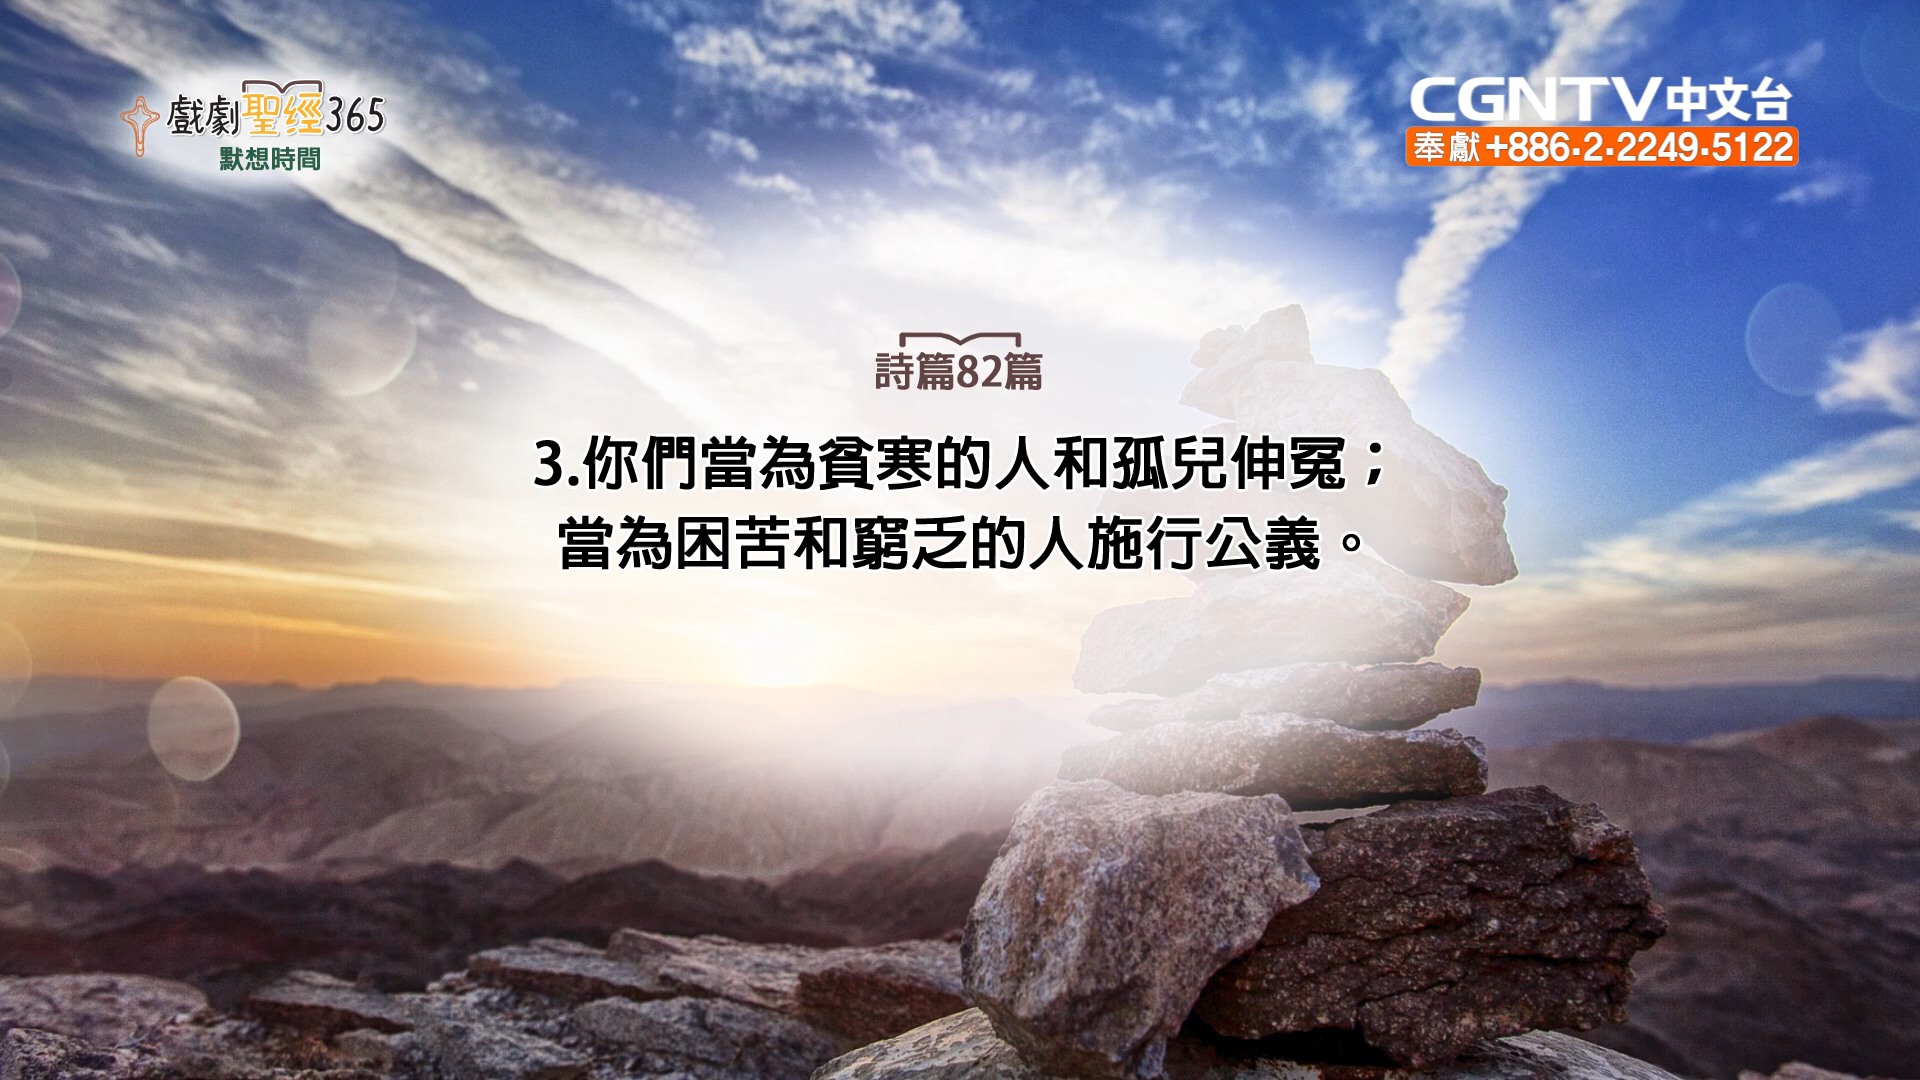 戲劇聖經365
默想時間
CGNTV中文台
奉獻+886·2·2249·5122
詩篇82篇
3.你們當為貧寒的人和孤兒伸冤；
當為困苦和窮乏的人施行公義。